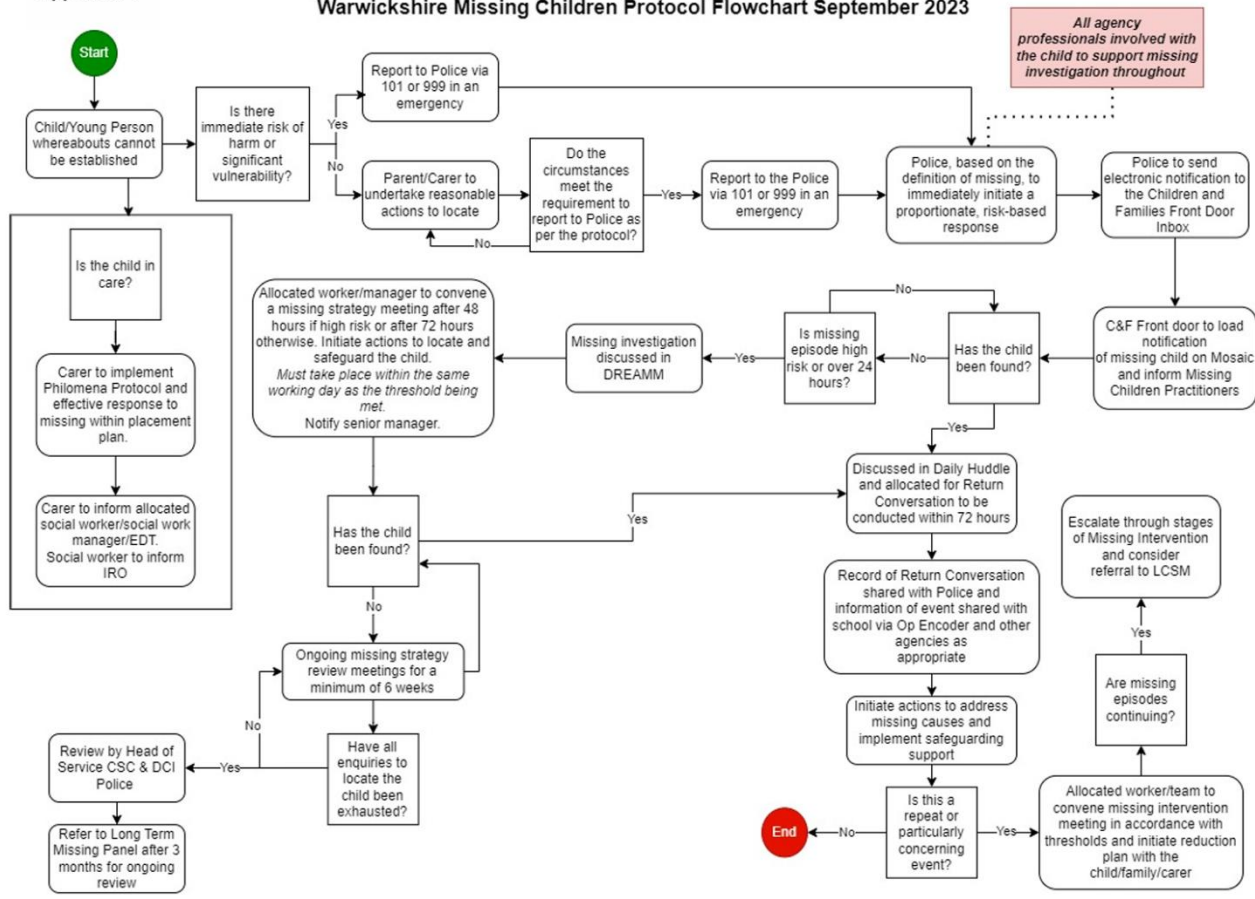 Warwickshire Missing Children Protocol Flowchart September 2023
All agency
professionals involved with
the child to support missing
investigation throughout
Start
Report to Police via
101 or 999 in an
emergency
Child/Young Person
whereabouts cannot
be established
Is there
immediate risk of
harm or
significant
vulnerability?
Yes
No
Parent/Carer to
undertake reasonable
actions to locate
Do the
circumstances
meet the
requirement to
report to Police as
per the protocol?
No
Yes
Report to the Police
via 101 or 999 in an
emergency
Police, based on the
definition of missing, to
immediately initiate a
proportionate, risk-based
response
Police to send
electronic notification to
the Children and
Families Front Door
Inbox
Is the child in
care?
Carer to implement
Philomena Protocol and
effective response to
missing within placement
plan.
Carer to inform allocated
social worker/social work
manager/EDT.
Social worker to inform
IRO
C&F Front door to load
notification
of missing child on Mosaic
and inform Missing
Children Practitioners
Has the child
been found?
No
No
Is missing
episode high
risk or over 24
hours?
Yes
Missing investigation
discussed in
DREAMM
Allocated worker/manager to convene
a missing strategy meeting after 48
hours if high risk or after 72 hours
otherwise. Initiate actions to locate and
safeguard the child.
Must take place within the same
working day as the threshold being
met.
Notify senior manager.
Yes
Discussed in Daily Huddle
and allocated for Return
Conversation to be
conducted within 72 hours
Has the child
been found?
Yes
No
Ongoing missing strategy
review meetings for a
minimum of 6 weeks
Have all
enquiries to
locate the
child been
exhausted?
No
Yes
Review by Head of
Service CSC & DCI
Police
Refer to Long Term
Missing Panel after 3
months for ongoing
review
Record of Return Conversation
shared with Police and
information of event shared with
school via Op Encoder and other
agencies as
appropriate
Initiate actions to address
missing causes and
implement safeguarding
support
Is this a
repeat or
particularly
concerning
event?
No
End
Yes
Allocated worker/team to
convene missing intervention
meeting in accordance with
thresholds and initiate reduction
plan with the
child/family/carer
Are missing
episodes
continuing?
Yes
Escalate through stages
of Missing Intervention
and consider
referral to LCSM